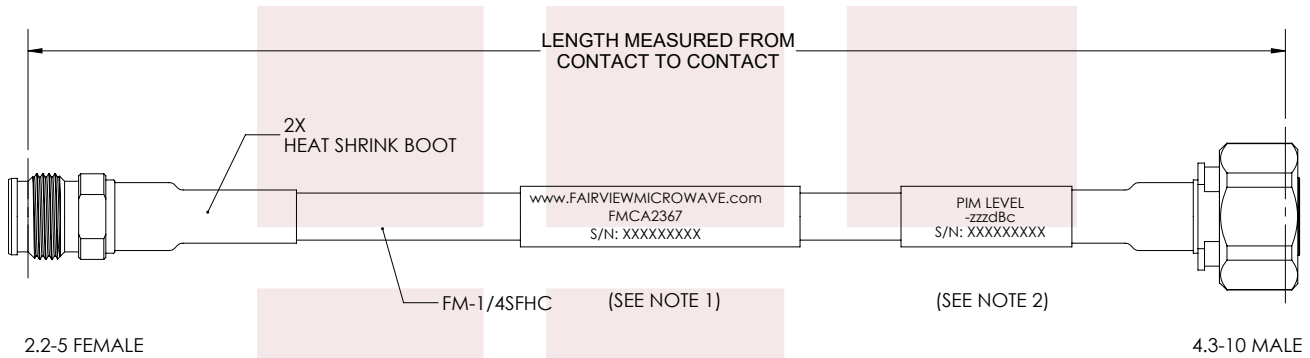 LENGTH MEASURED FROM
CONTACT TO CONTACT
2X
HEAT SHRINK BOOT
www.FAIRVIEWMICROWAVE.com
FMCA2367
S/N: XXXXXXXXX
PIM LEVEL
-zzzdBc
S/N: XXXXXXXXX
FM-1/4SFHC
(SEE NOTE 1)
(SEE NOTE 2)
2.2-5 FEMALE
4.3-10 MALE